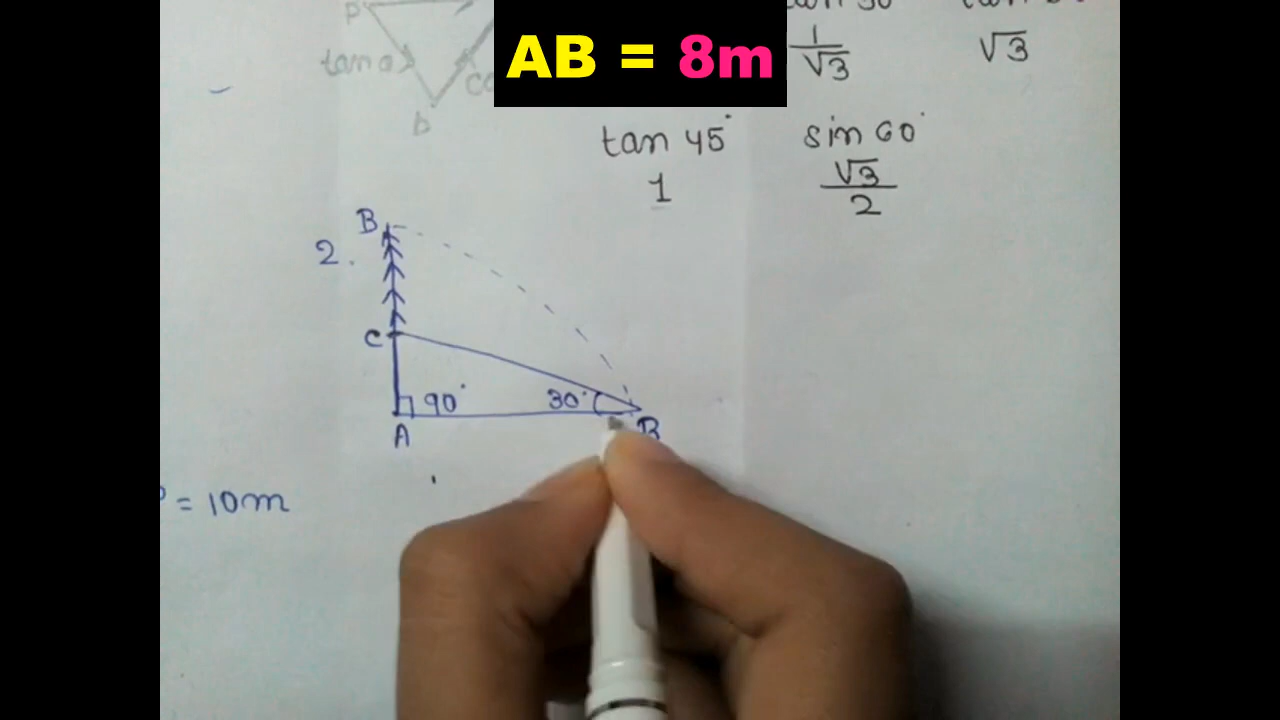 AB = 8m
P
tan a
b
1
√3
√3
tan 45°
1
sin 60°
√3
2
2.
B
C
90°
30°
A
B
= 10m